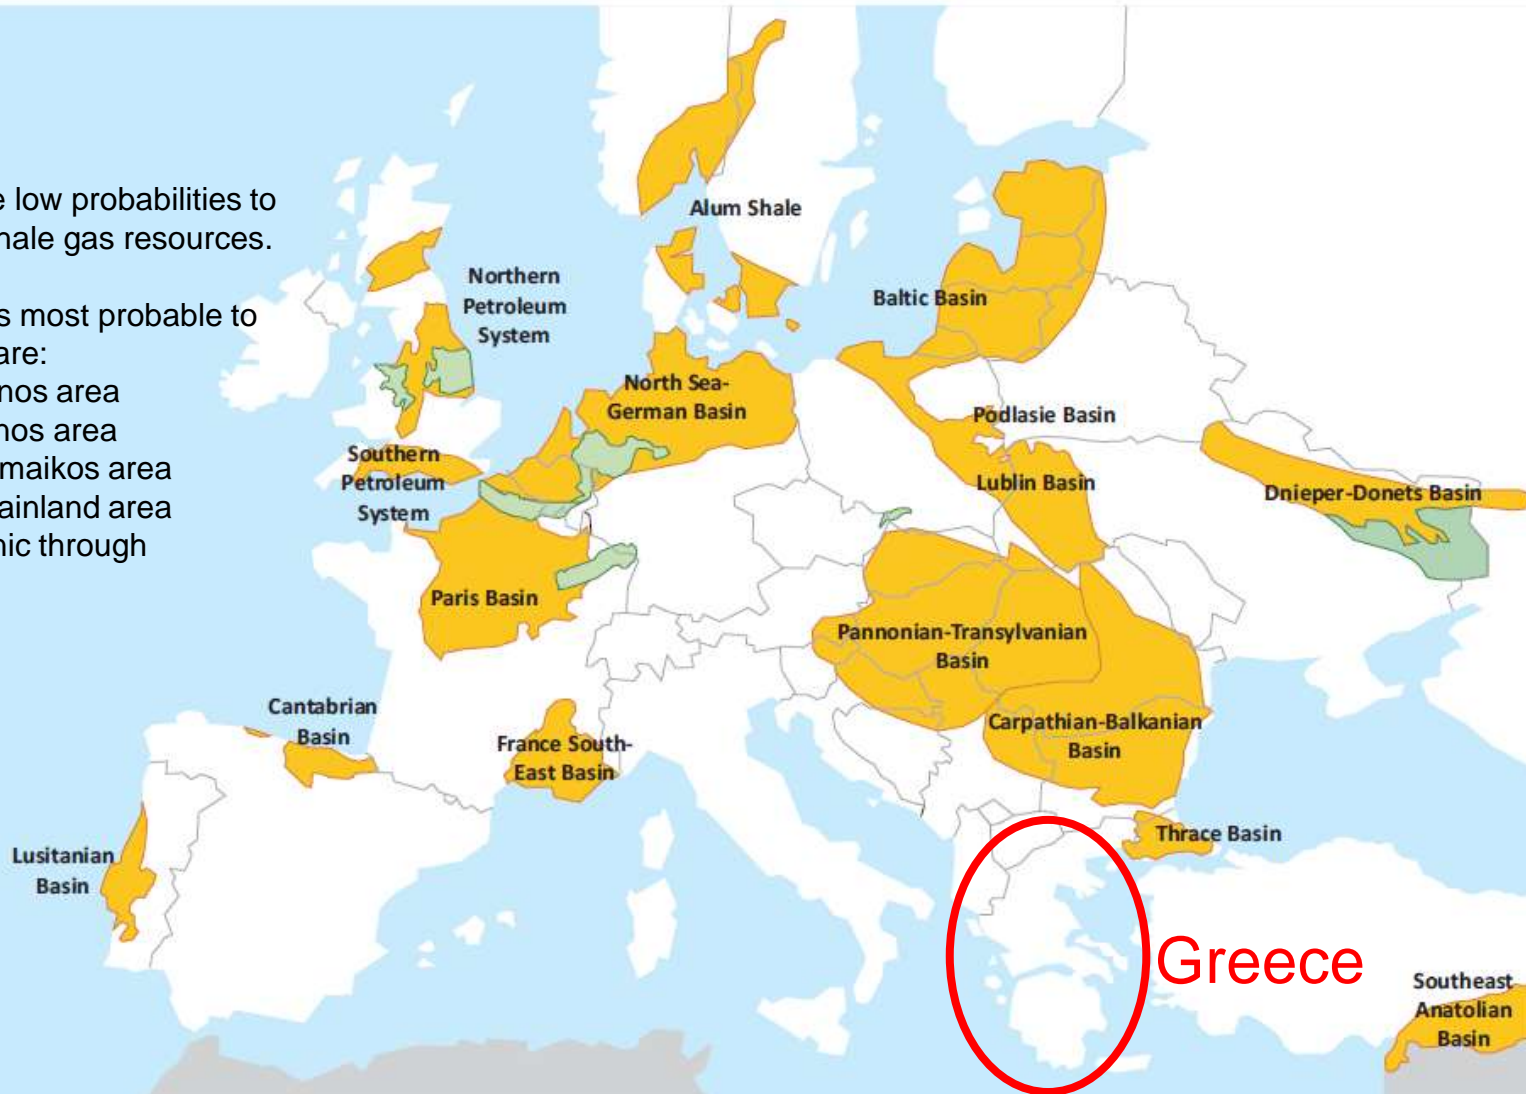 e low probabilities to
hale gas resources.
s most probable to
are:
nos area
nos area
maikos area
ainland area
nic through
Alum Shale
Northern
Petroleum
System
Baltic Basin
North Sea-
German Basin
Podlasie Basin
Southern
Petroleum
System
Lublin Basin
Dnieper-Donets Basin
Paris Basin
Pannonian-Transylvanian
Basin
Cantabrian
Basin
France South-
East Basin
Carpathian-Balkanian
Basin
Thrace Basin
Lusitanian
Basin
Greece
Southeast
Anatolian
Basin